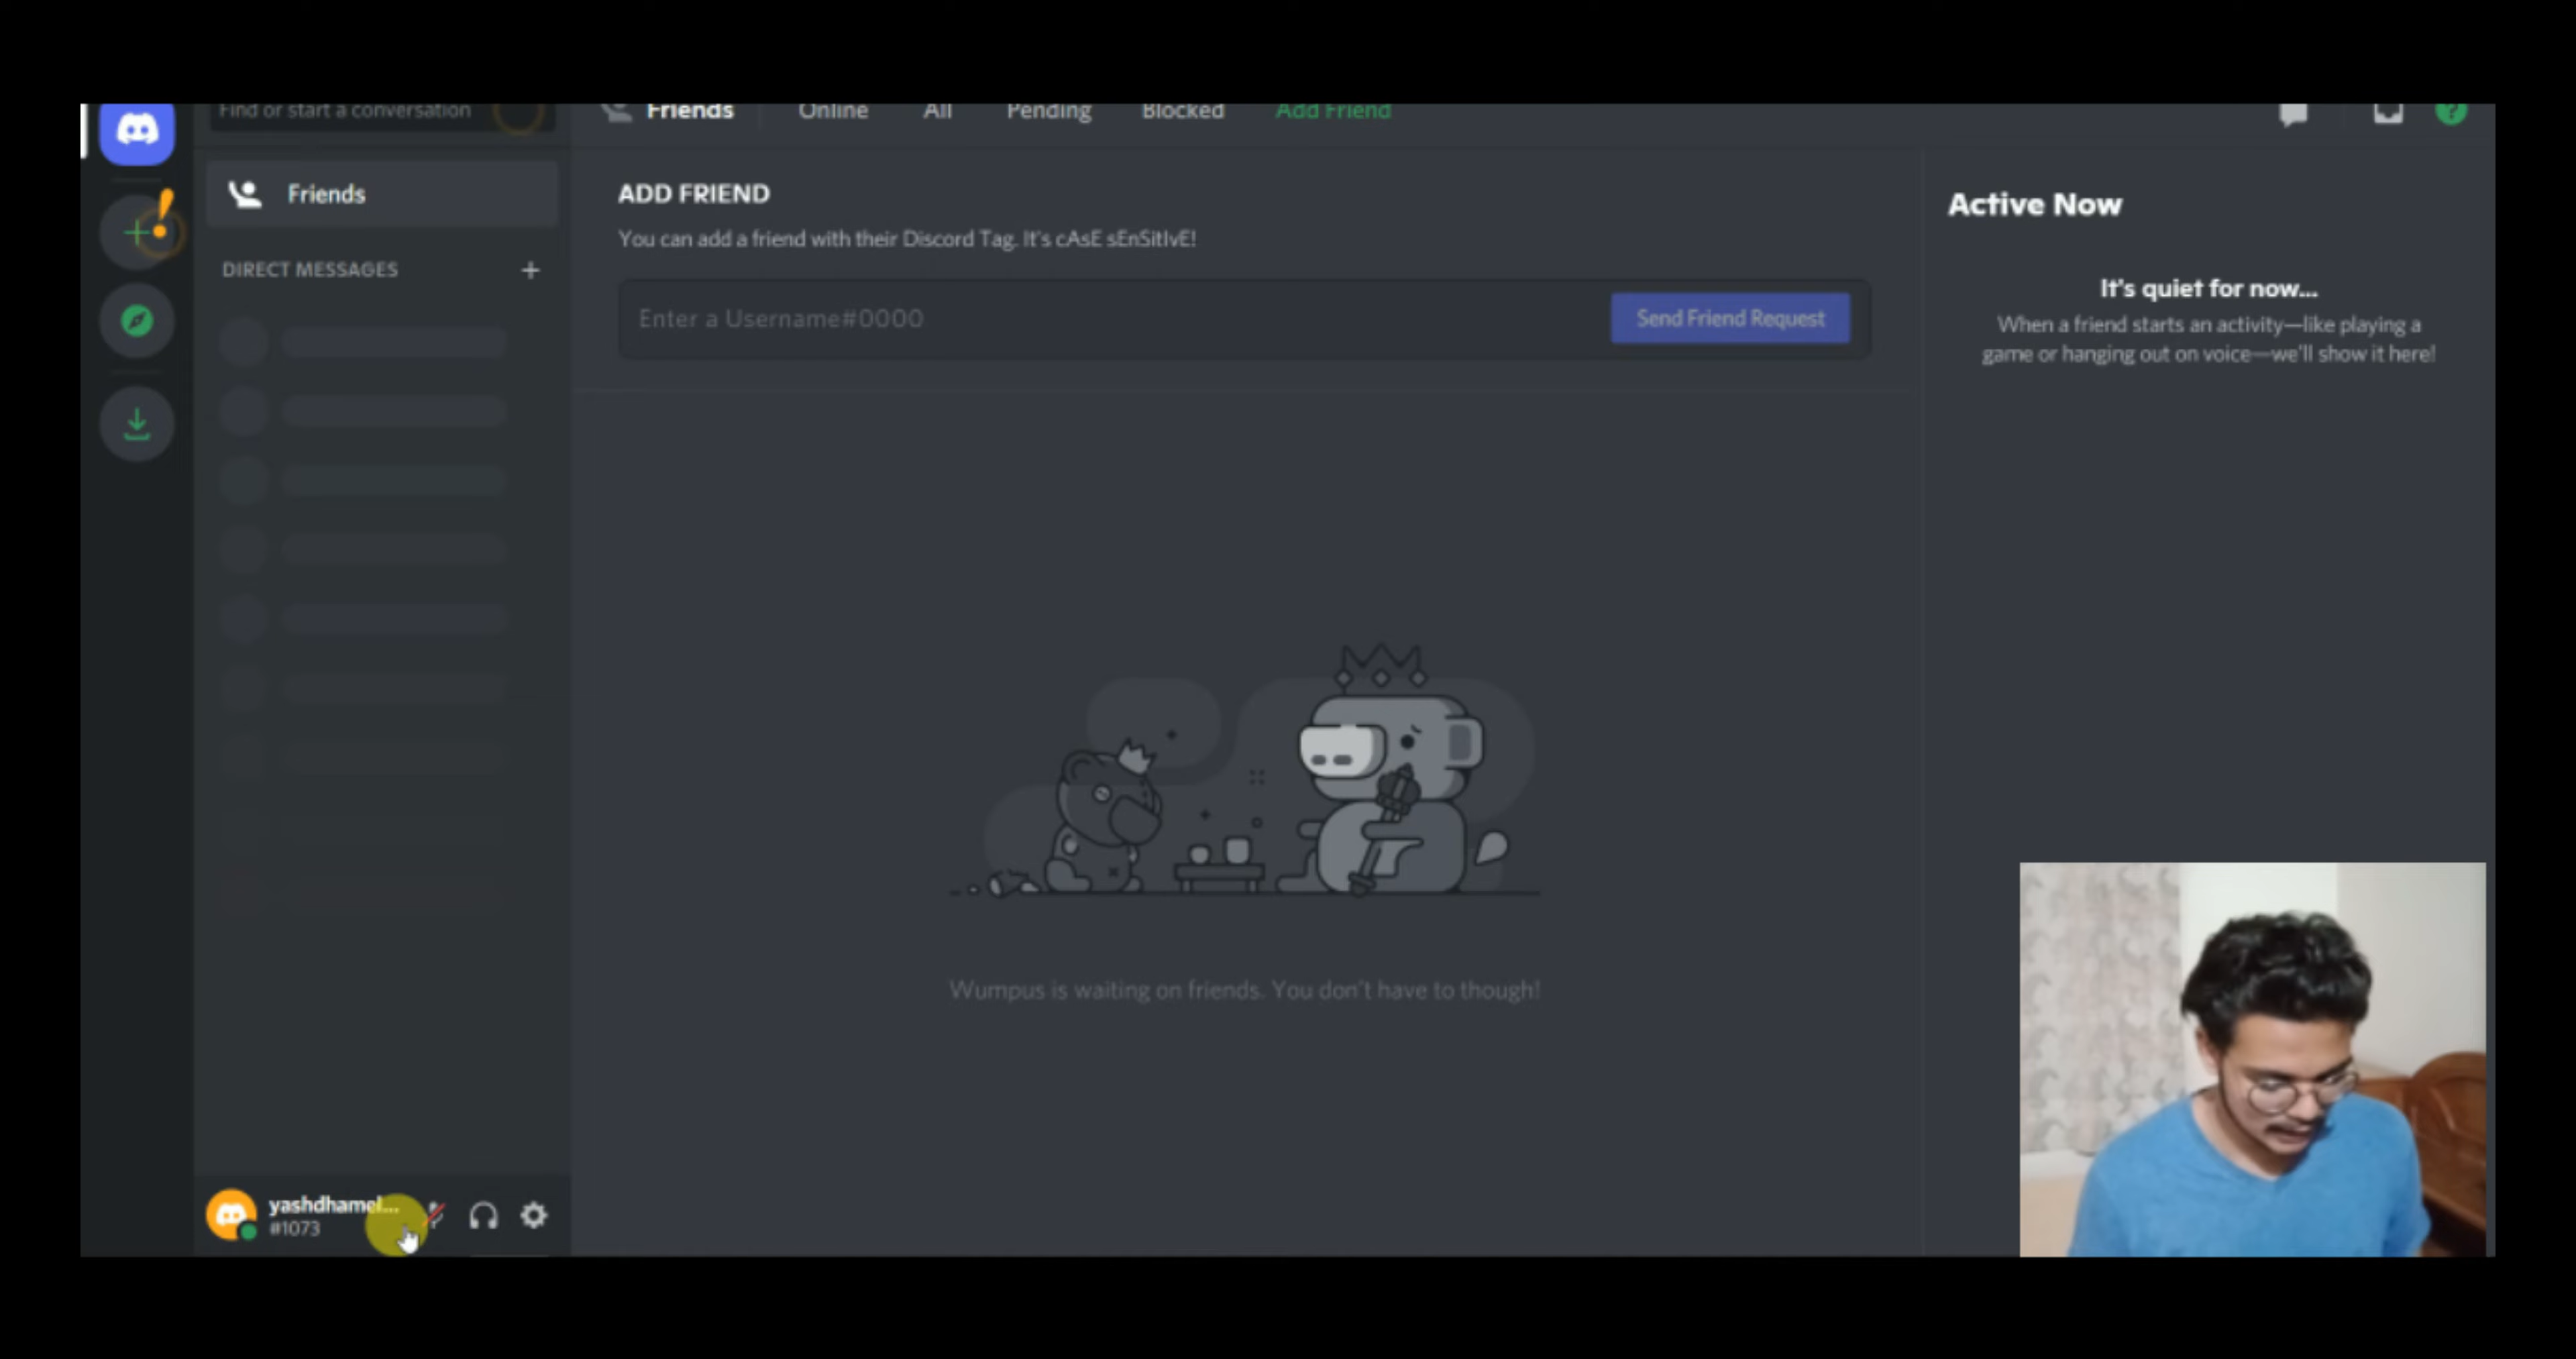 Find or start a conversation
Friends
Online
All
Pending
Blocked
Add Friend
Friends
DIRECT MESSAGES
ADD FRIEND
You can add a friend with their Discord Tag. It's cAsE sEnSitIvE!
Enter a Username#0000
Send Friend Request
Active Now
It's quiet for now...
When a friend starts an activity—like playing a
game or hanging out on voice—we'll show it here!
Wumpus is waiting on friends. You don't have to though!
yashdhamel...
#1073